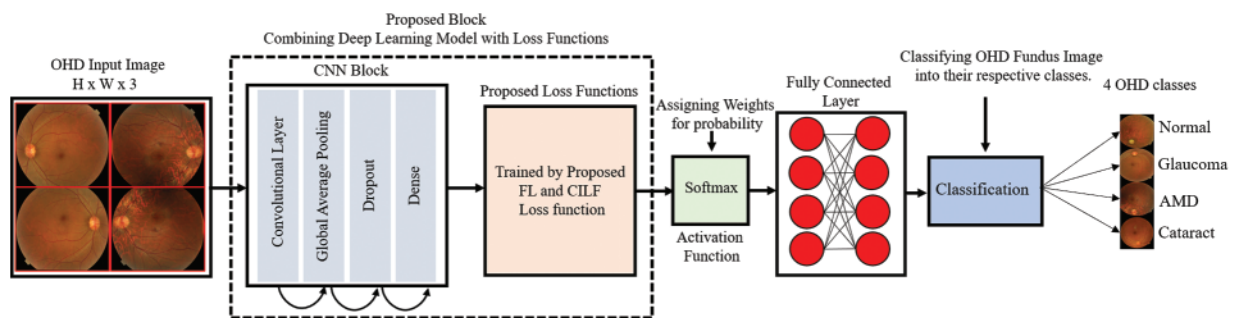 Proposed Block
Combining Deep Learning Model with Loss Functions
OHD Input Image
H x W x 3
CNN Block
Convolutional Layer
Global Average Pooling
Dropout
Dense
Proposed Loss Functions
Trained by Proposed
FL and CILF
Loss function
Assigning Weights
for probability
Softmax
Activation
Function
Fully Connected
Layer
Classifying OHD Fundus Image
into their respective classes.
Classification
4 OHD classes
Normal
Glaucoma
AMD
Cataract